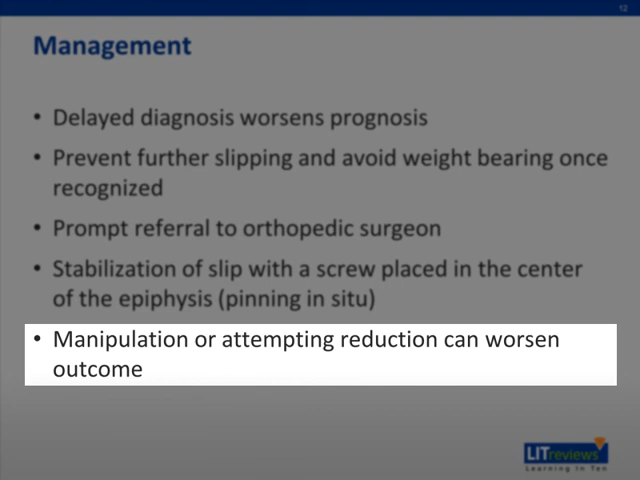 12
Management
• Delayed diagnosis worsens prognosis
• Prevent further slipping and avoid weight bearing once
recognized
• Prompt referral to orthopedic surgeon
• Stabilization of slip with a screw placed in the center
of the epiphysis (pinning in situ)
• Manipulation or attempting reduction can worsen
outcome
LITreviews
Learning In Ten